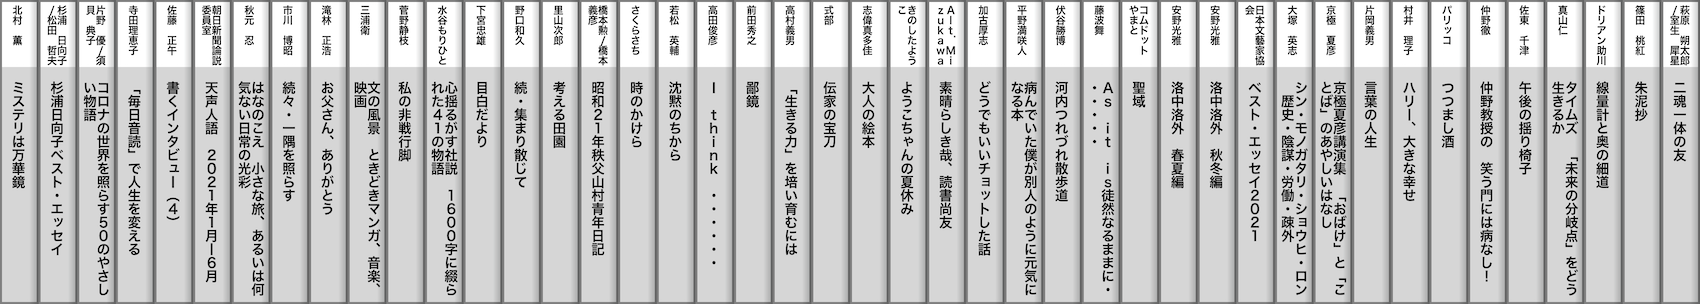 萩原 朔太郎
/室生 犀星
二魂一体の友
篠田 桃紅
朱泥抄
ドリアン助川
線量計と奥の細道
真山仁
タイムズ 「未来の分岐点」をどう
生きるか
佐東 千津
午後の揺り椅子
仲野徹
仲野教授の 笑う門には病なし！
パリッコ
つつまし酒
村井 理子
ハリー、大きな幸せ
片岡義男
言葉の人生
京極 夏彦
京極夏彦講演集 「おばけ」と「こ
とば」のあやしいはなし
大塚 英志
シン・モノガタリ・ショウヒ・ロン
歴史・陰謀・労働・疎外
日本文藝家協
会
ベスト・エッセイ2021
安野光雅
洛中洛外 秋冬編
安野光雅
洛中洛外 春夏編
コムドット
やまと
聖域
藤波舞
As it is徒然なるままに・
・・・・・
伏谷勝博
河内つれづれ散歩道
平野満咲人
病んでいた僕が別人のように元気に
なる本
加古厚志
どうでもいいチョットした話
Alt.Mi
zukawa
素晴らしき哉、読書尚友
きのしたよう
こ
ようこちゃんの夏休み
志偉真多佳
大人の絵本
式部
伝家の宝刀
高村義男
「生きる力」を培い育むには
前田秀之
鄙鏡
高田俊彦
I think・・・・・・
若松 英輔
沈黙のちから
さくらさち
時のかけら
橋本勲/橋本
義彦
昭和21年秩父山村青年日記
里山次郎
考える田園
野口和久
続・集まり散じて
下宮忠雄
目白だより
水谷もりひと
心揺るがす社説 1600字に綴ら
れた41の物語
菅野静枝
私の非戦行脚
三浦衛
文の風景 ときどきマンガ、音楽、
映画
滝林 正浩
お父さん、ありがとう
市川 博昭
続々・一隅を照らす
秋元 忍
はなのこえ 小さな旅、あるいは何
気ない日常の光彩
朝日新聞論説
委員室
天声人語 2021年1月ー6月
佐藤 正午
書くインタビュー（4）
寺田理恵子
「毎日音読」で人生を変える
片野 優/須
貝 典子
コロナの世界を照らす50のやさし
い物語
杉浦 日向子
/松田 哲夫
杉浦日向子ベスト・エッセイ
北村 薫
ミステリは万華鏡